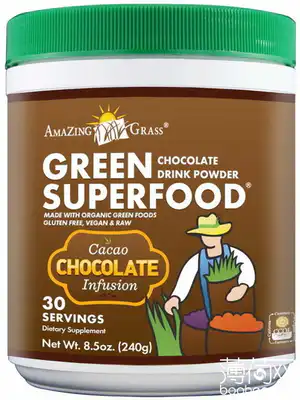 AMAZING GRASS®
GREEN CHOCOLATE DRINK POWDER
SUPERFOOD®
MADE WITH ORGANIC GREEN FOODS
GLUTEN FREE, VEGAN & RAW
Cacao
CHOCOLATE
Infusion
30
SERVINGS
Dietary Supplement
Net Wt. 8.5oz. (240g)